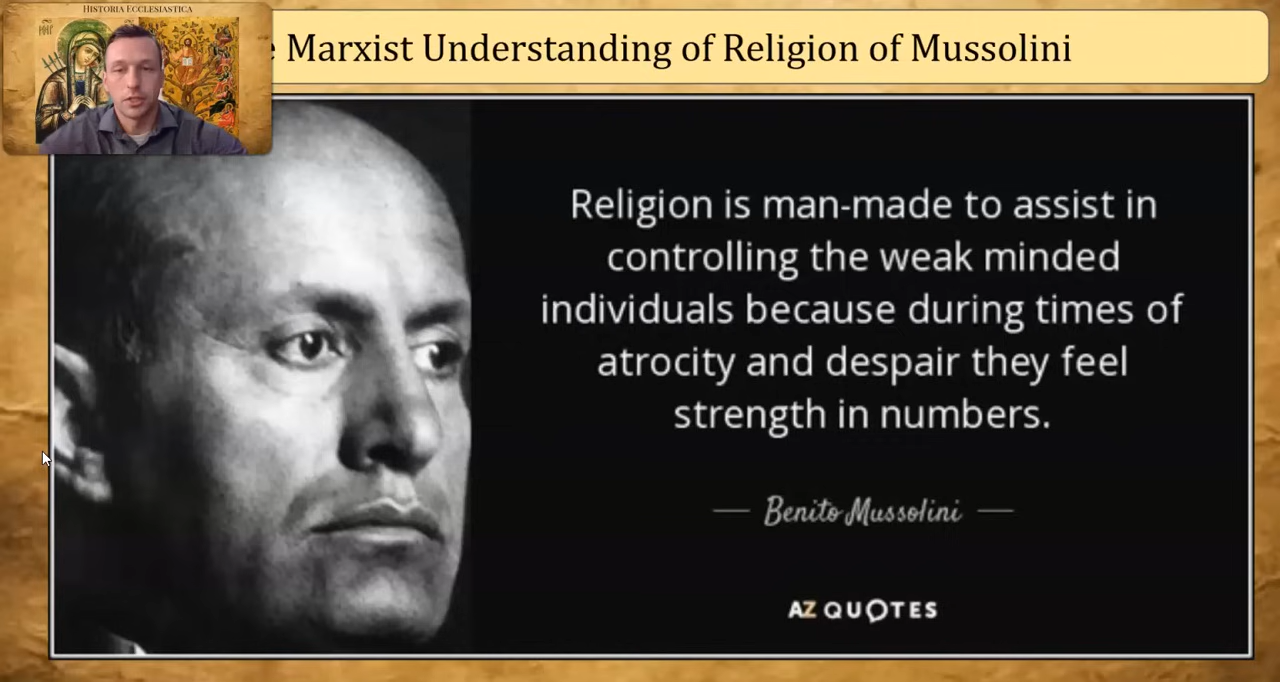 HISTORIA ECCLESIASTICA
Marxist Understanding of Religion of Mussolini
Religion is man-made to assist in
controlling the weak minded
individuals because during times of
atrocity and despair they feel
strength in numbers.
Benito Mussolini
AZ QUOTES